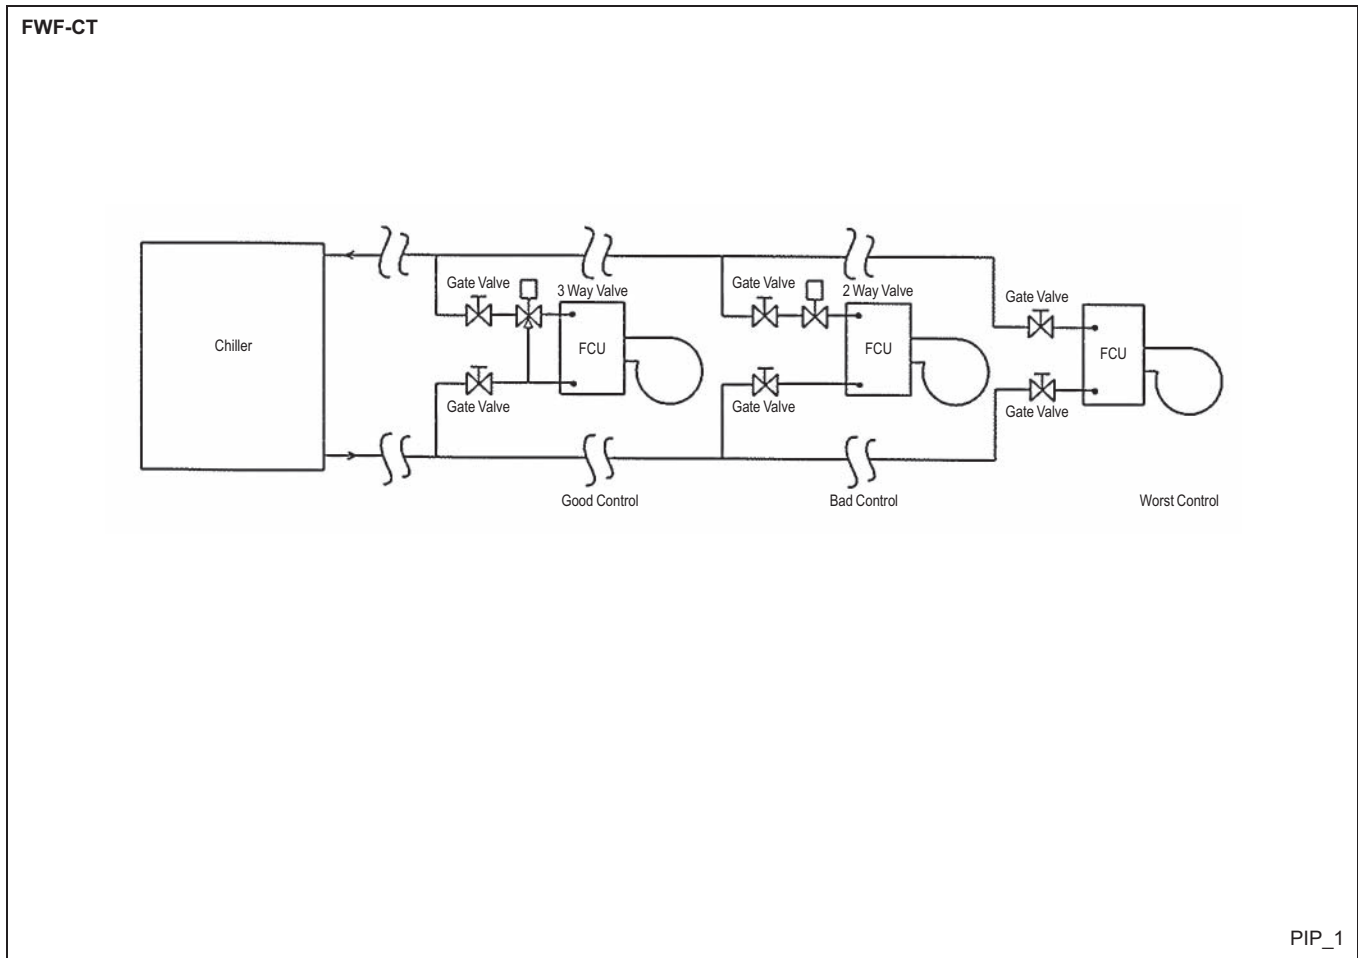 FWF-CT
Gate Valve
3 Way Valve
Gate Valve
2 Way Valve
Gate Valve
Chiller
FCU
FCU
FCU
Gate Valve
Gate Valve
Gate Valve
Good Control
Bad Control
Worst Control
PIP_1